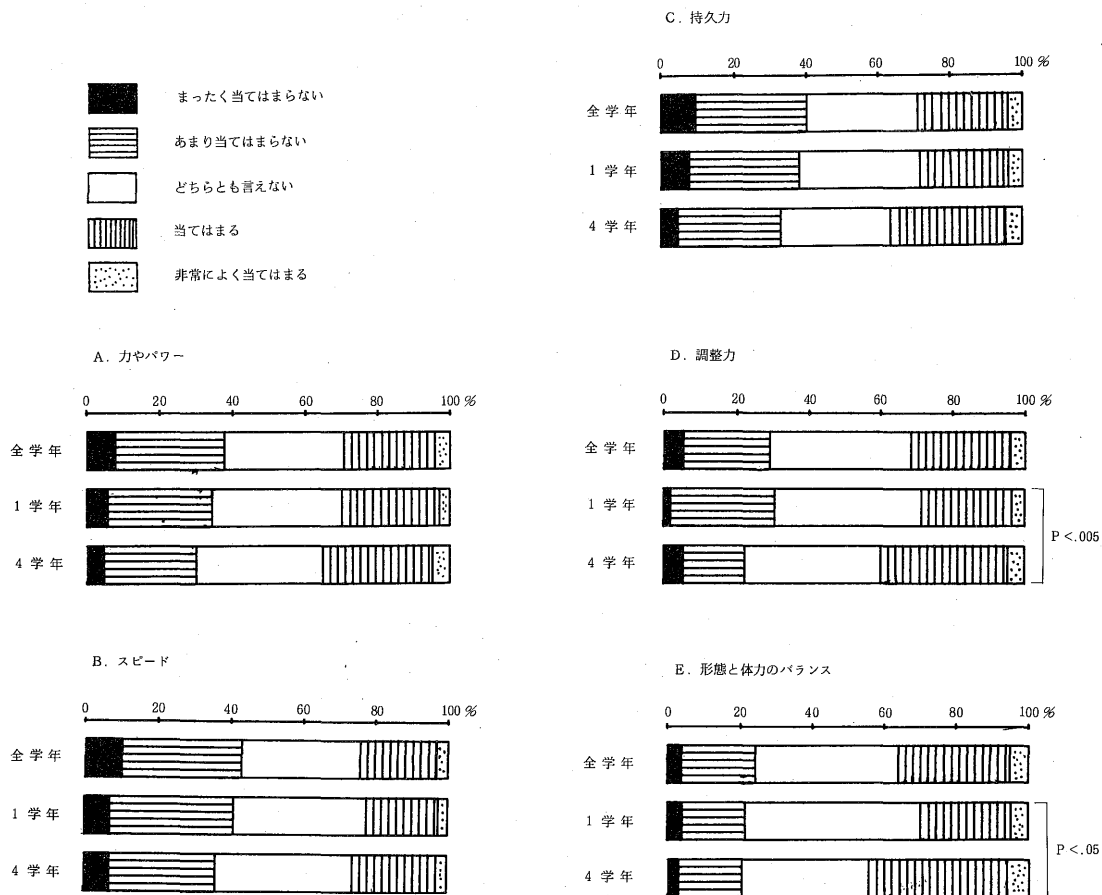 まったく当てはまらない
あまり当てはまらない
どちらとも言えない
当てはまる
非常によく当てはまる
A. 力やパワー
0 20 40 60 80 100 %
全学年
1 学年
4 学年
B. スピード
0 20 40 60 80 100 %
全学年
1 学年
4 学年
C. 持久力
0 20 40 60 80 100 %
全学年
1 学年
4 学年
D. 調整力
0 20 40 60 80 100 %
全学年
1 学年
4 学年
P <.005
E. 形態と体力のバランス
0 20 40 60 80 100 %
全学年
1 学年
4 学年
P <.05